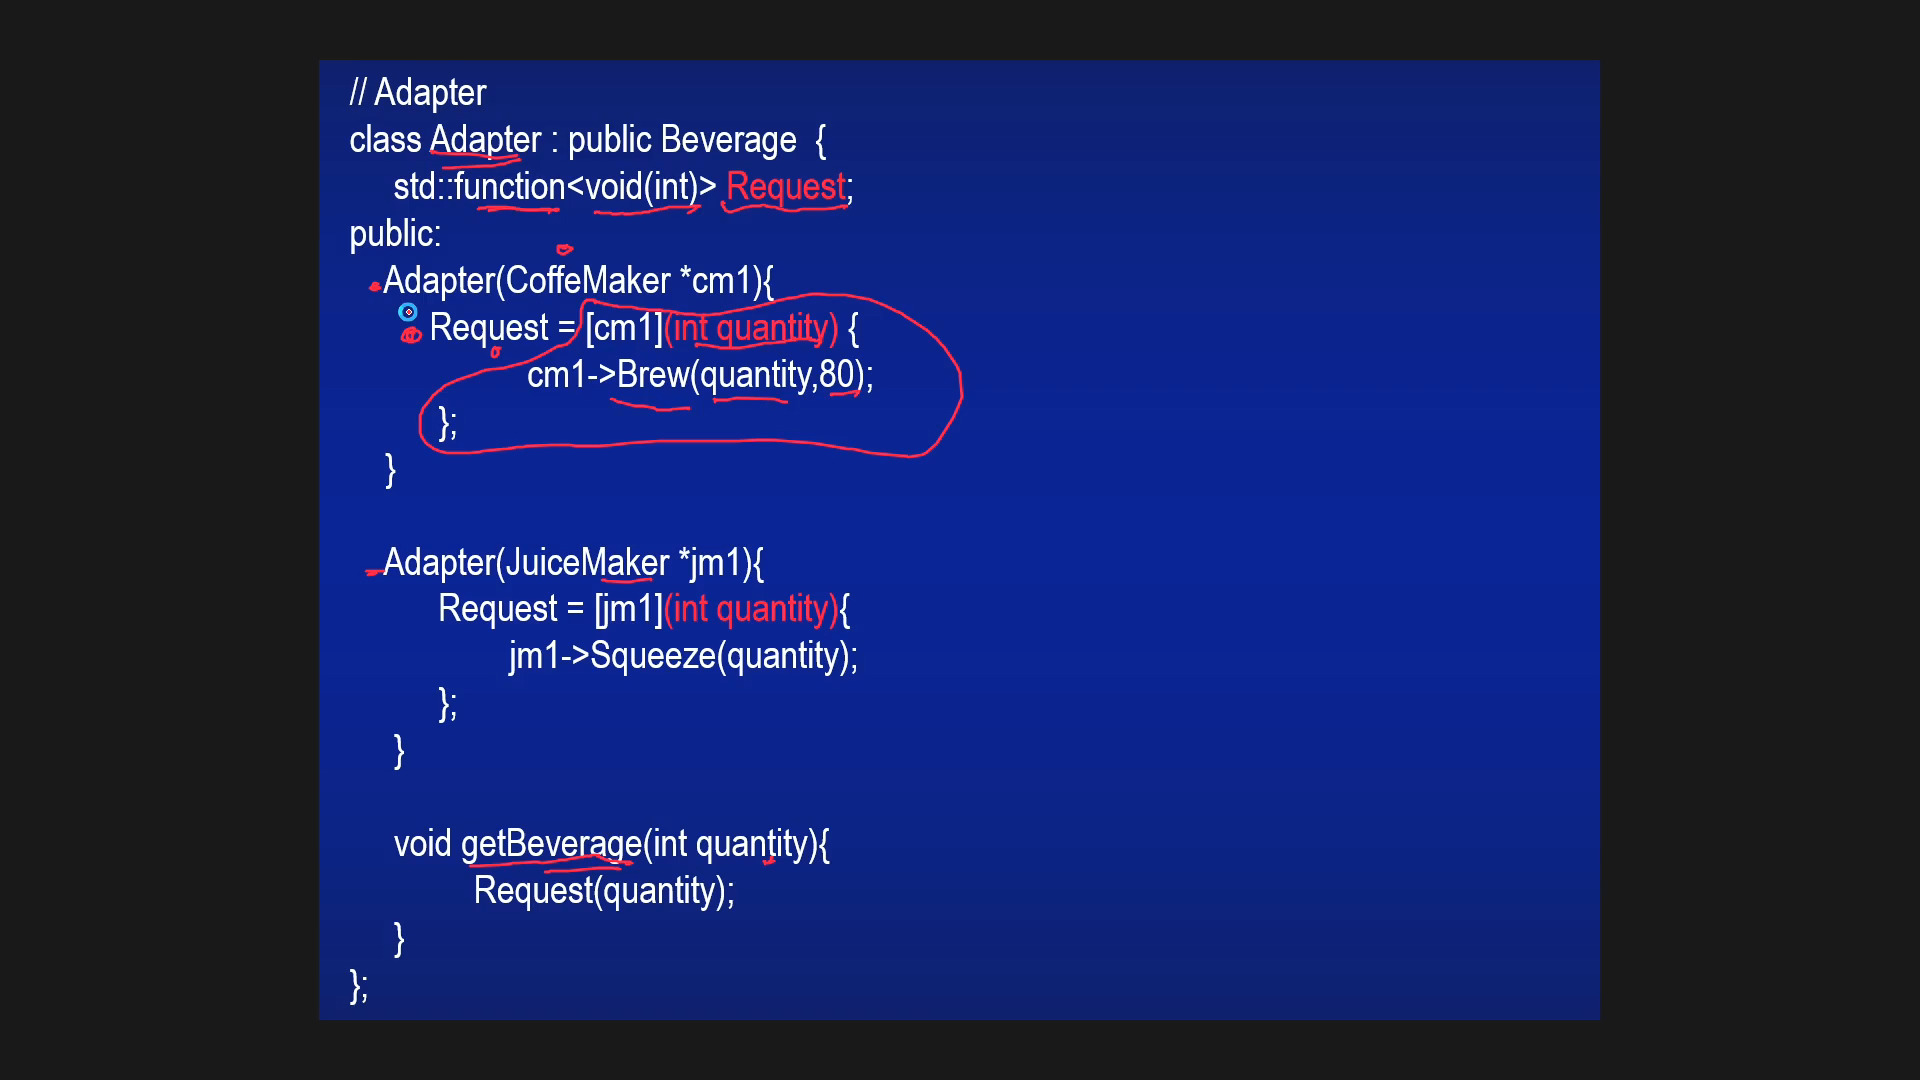 // Adapter
class Adapter : public Beverage {
std::function<void(int)> Request;
public:
Adapter(CoffeMaker *cm1){
Request = [cm1](int quantity) {
cm1->Brew(quantity,80);
};
}
Adapter(JuiceMaker *jm1){
Request = [jm1](int quantity){
jm1->Squeeze(quantity);
};
}
void getBeverage(int quantity){
Request(quantity);
}
};